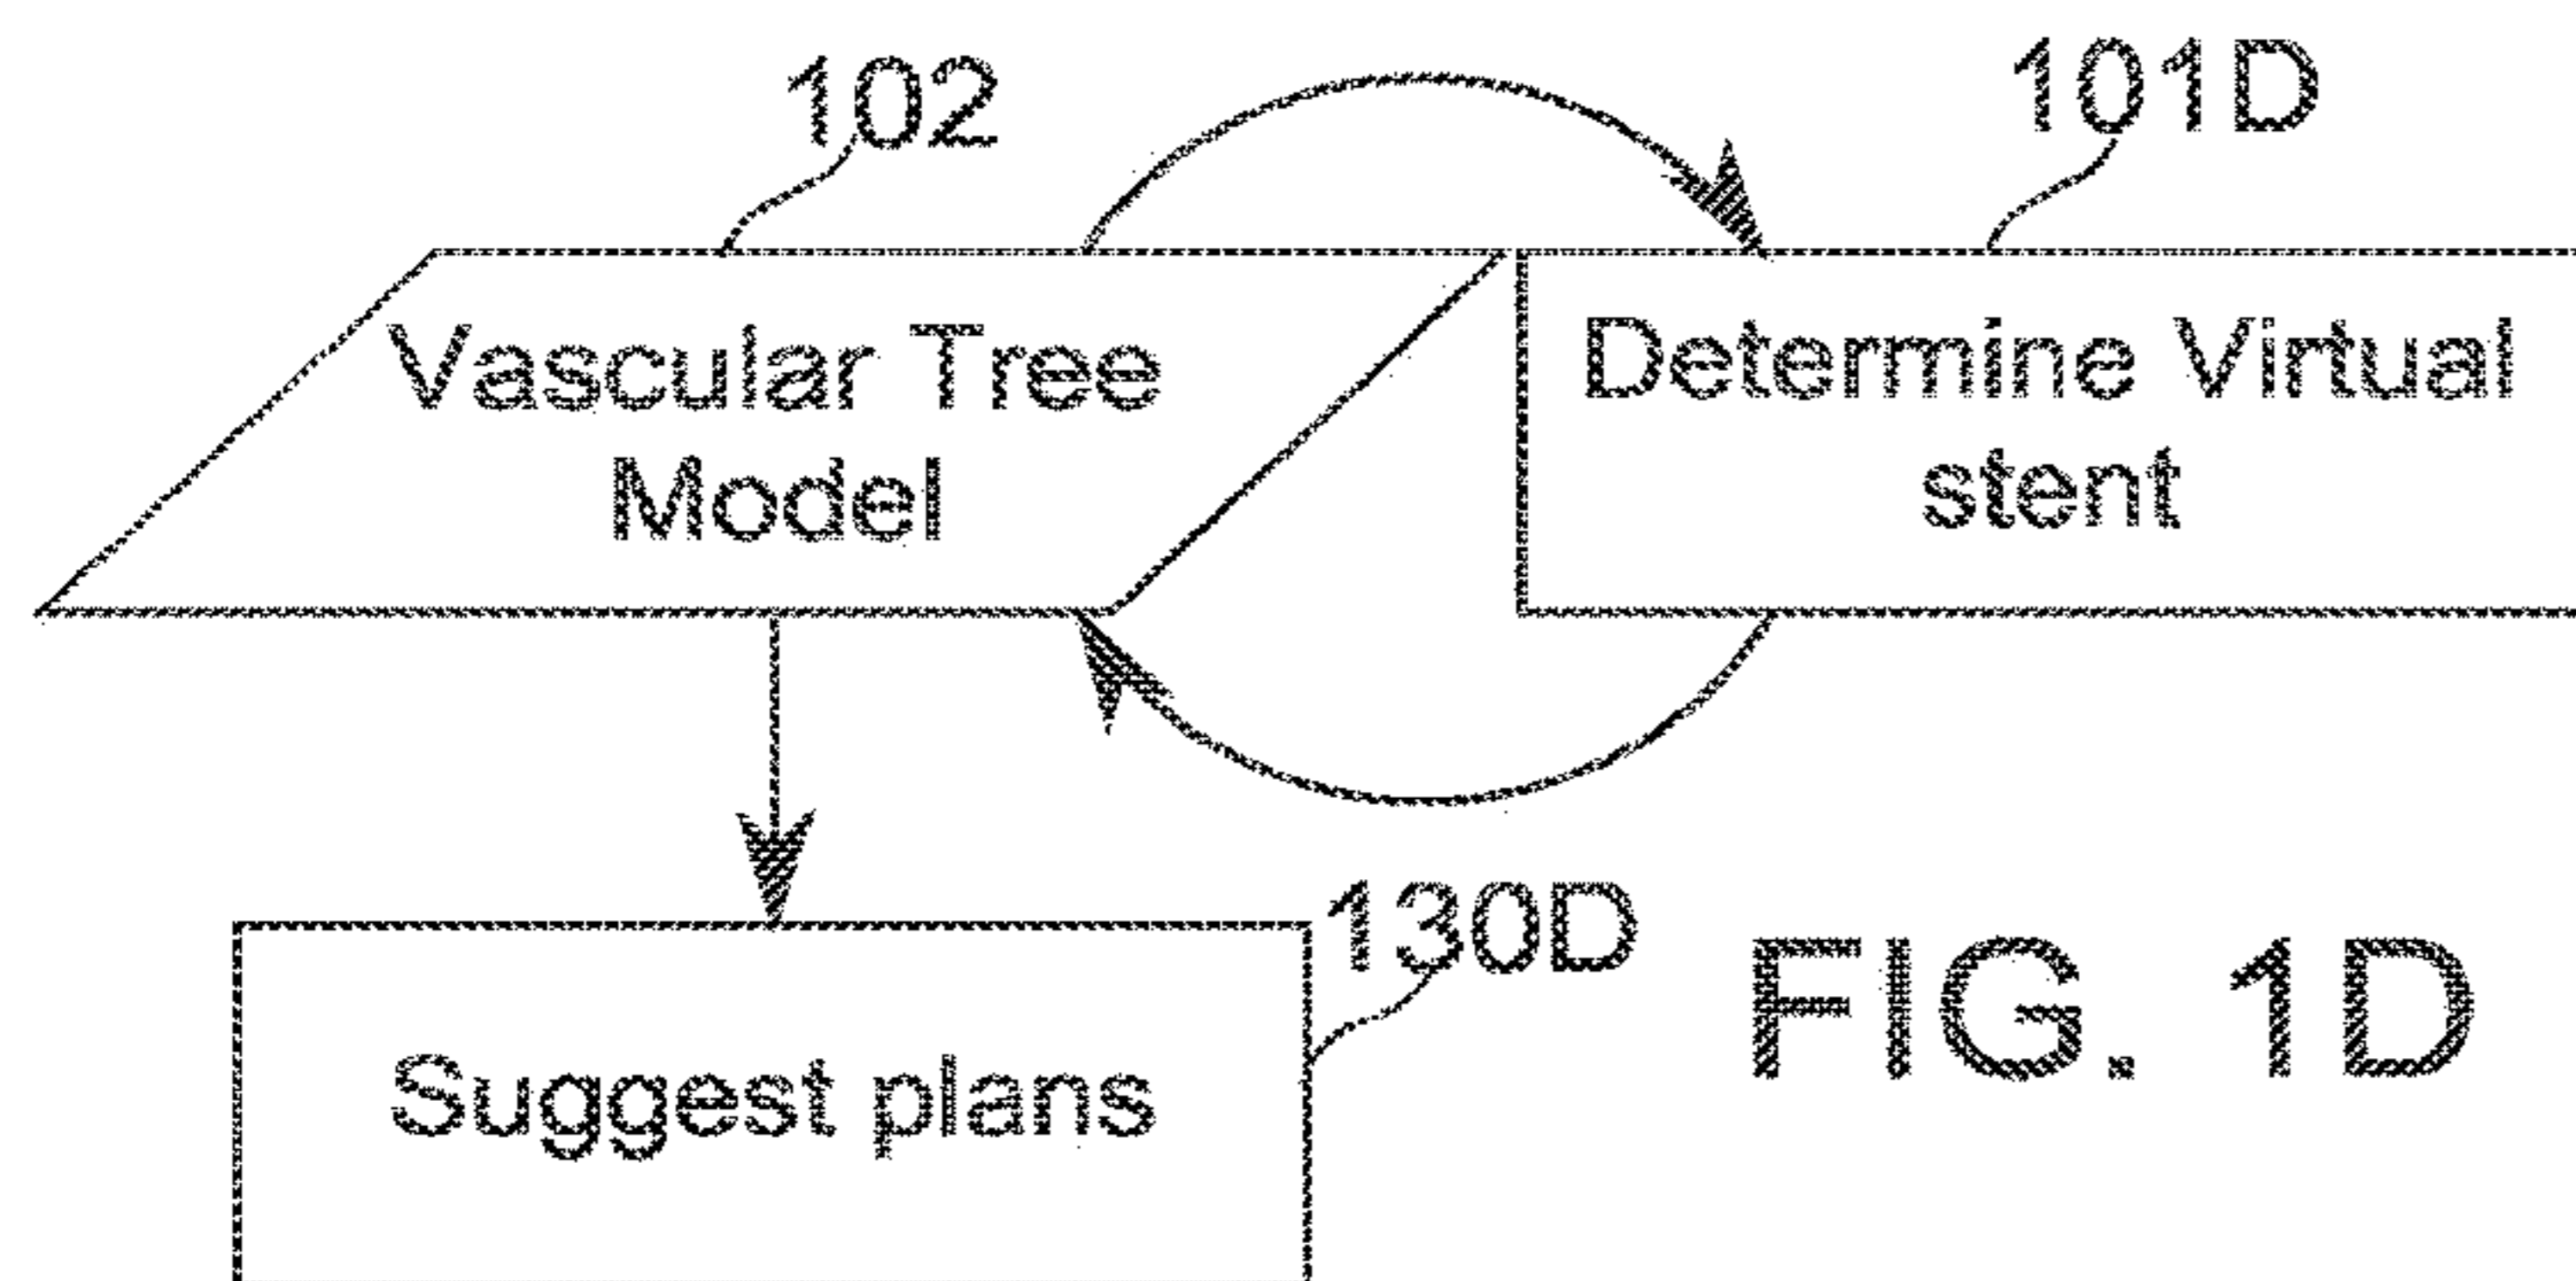 102
101D
Vascular Tree
Model
Determine Virtual
stent
130D
Suggest plans
FIG. 1D